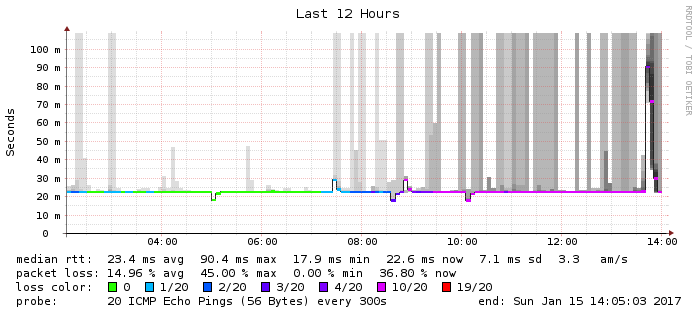 Last 12 Hours
RRDTOOL / TOBI OETIKER
Seconds
100 m
90 m
80 m
70 m
60 m
50 m
40 m
30 m
20 m
10 m
0
04:00 06:00 08:00 10:00 12:00 14:00
median rtt: 23.4 ms avg 90.4 ms max 17.9 ms min 22.6 ms now 7.1 ms sd 3.3 am/s
packet loss: 14.96 % avg 45.00 % max 0.00 % min 36.80 % now
loss color: 0 1/20 2/20 3/20 4/20 10/20 19/20
probe: 20 ICMP Echo Pings (56 Bytes) every 300s end: Sun Jan 15 14:05:03 2017